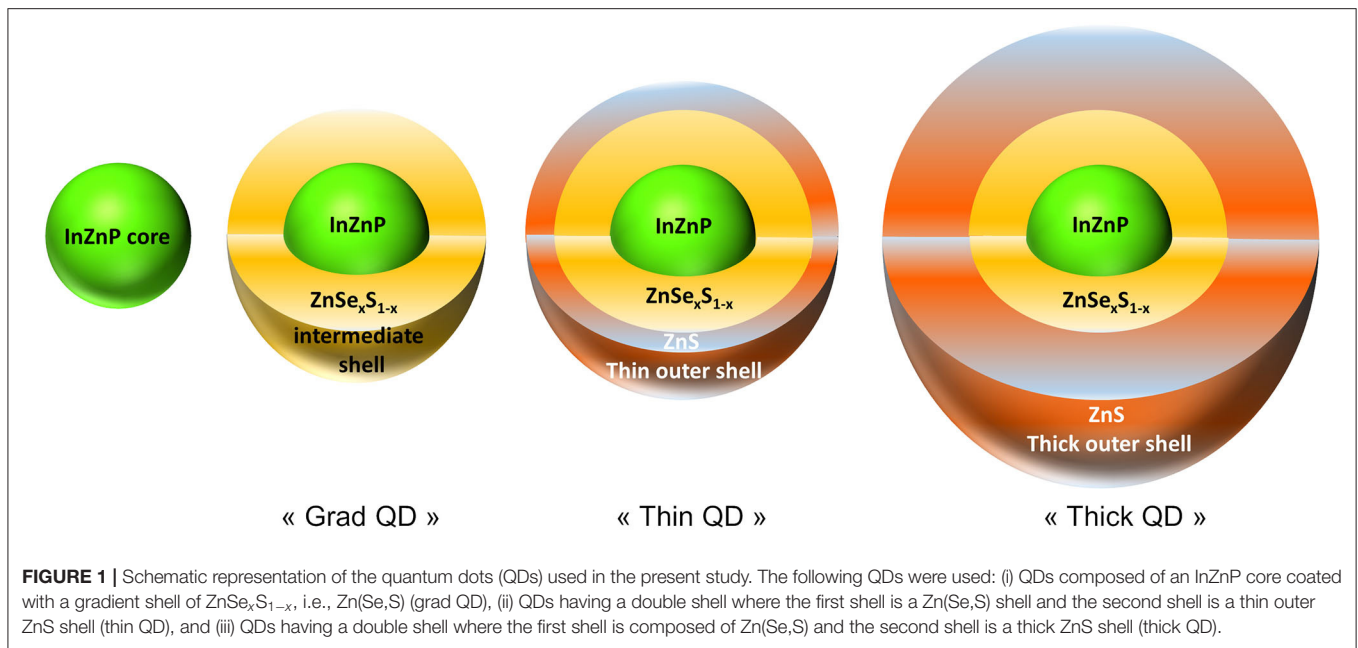 InZnP core
InZnP
ZnSeₓS₁₋ₓ
intermediate
shell
InZnP
ZnSeₓS₁₋ₓ
ZnS
Thin outer shell
InZnP
ZnSeₓS₁₋ₓ
ZnS
Thick outer shell
« Grad QD »
« Thin QD »
« Thick QD »
FIGURE 1 | Schematic representation of the quantum dots (QDs) used in the present study. The following QDs were used: (i) QDs composed of an InZnP core coated
with a gradient shell of ZnSeₓS₁₋ₓ, i.e., Zn(Se,S) (grad QD), (ii) QDs having a double shell where the first shell is a Zn(Se,S) shell and the second shell is a thin outer
ZnS shell (thin QD), and (iii) QDs having a double shell where the first shell is composed of Zn(Se,S) and the second shell is a thick ZnS shell (thick QD).